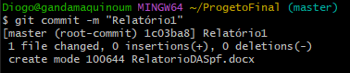 Diogo@gandamaquinoum MINGW64 ~/ProgetoFinal (master)
$ git commit -m "Relatório1"
[master (root-commit) 1c03ba8] Relatório1
 1 file changed, 0 insertions(+), 0 deletions(-)
 create mode 100644 RelatorioDASpf.docx